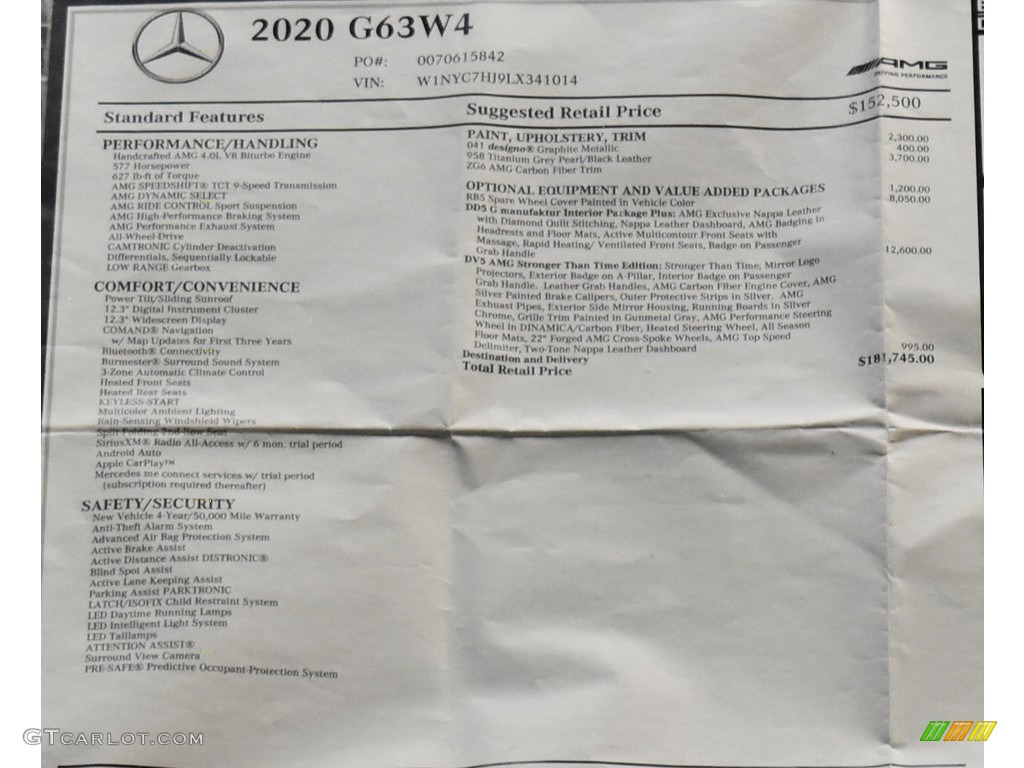 2020 G63W4
PO#: 0070615842
VIN: W1NYC7HJ9LX341014
AMG
DRIVING PERFORMANCE
Standard Features
Suggested Retail Price $152,500
PERFORMANCE/HANDLING
Handcrafted AMG 4.0L V8 Biturbo Engine
577 Horsepower
627 lb-ft of Torque
AMG SPEEDSHIFT® TCT 9-Speed Transmission
AMG DYNAMIC SELECT
AMG RIDE CONTROL Sport Suspension
AMG High-Performance Braking System
AMG Performance Exhaust System
All-Wheel-Drive
CAMTRONIC Cylinder Deactivation
Differentials, Sequentially Lockable
LOW RANGE Gearbox
COMFORT/CONVENIENCE
Power Tilt/Sliding Sunroof
12.3" Digital Instrument Cluster
12.3" Widescreen Display
COMAND® Navigation
w/ Map Updates for First Three Years
Bluetooth® Connectivity
Burmester® Surround Sound System
3-Zone Automatic Climate Control
Heated Front Seats
Heated Rear Seats
KEYLESS-START
Multicolor Ambient Lighting
Rain-Sensing Windshield Wipers
Split-Folding 2nd-Row Seat
SiriusXM® Radio All-Access w/ 6 mon. trial period
Android Auto
Apple CarPlay™
Mercedes me connect services w/ trial period
(subscription required thereafter)
SAFETY/SECURITY
New Vehicle 4-Year/50,000 Mile Warranty
Anti-Theft Alarm System
Advanced Air Bag Protection System
Active Brake Assist
Active Distance Assist DISTRONIC®
Blind Spot Assist
Active Lane Keeping Assist
Parking Assist PARKTRONIC
LATCH/ISOFIX Child Restraint System
LED Daytime Running Lamps
LED Intelligent Light System
LED Taillamps
ATTENTION ASSIST®
Surround View Camera
PRE-SAFE® Predictive Occupant-Protection System
PAINT, UPHOLSTERY, TRIM
041 designo® Graphite Metallic 2,300.00
958 Titanium Grey Pearl/Black Leather 400.00
ZG6 AMG Carbon Fiber Trim 3,700.00
OPTIONAL EQUIPMENT AND VALUE ADDED PACKAGES
RB5 Spare Wheel Cover Painted in Vehicle Color 1,200.00
DD5 G manufaktur Interior Package Plus: AMG Exclusive Nappa Leather 8,050.00
with Diamond Quilt Stitching, Nappa Leather Dashboard, AMG Badging in
Headrests and Floor Mats, Active Multicontour Front Seats with
Massage, Rapid Heating/ Ventilated Front Seats, Badge on Passenger
Grab Handle
DV5 AMG Stronger Than Time Edition: Stronger Than Time; Mirror Logo 12,600.00
Projectors, Exterior Badge on A-Pillar, Interior Badge on Passenger
Grab Handle. Leather Grab Handles, AMG Carbon Fiber Engine Cover, AMG
Silver Painted Brake Calipers, Outer Protective Strips in Silver. AMG
Exhuast Pipes, Exterior Side Mirror Housing, Running Boards in Silver
Chrome, Grille Trim Painted in Gunmetal Gray, AMG Performance Steering
Wheel in DINAMICA/Carbon Fiber, Heated Steering Wheel, All Season
Floor Mats, 22" Forged AMG Cross-Spoke Wheels, AMG Top Speed
Delimiter, Two-Tone Nappa Leather Dashboard
Destination and Delivery 995.00
Total Retail Price $181,745.00
GTcarlot.com